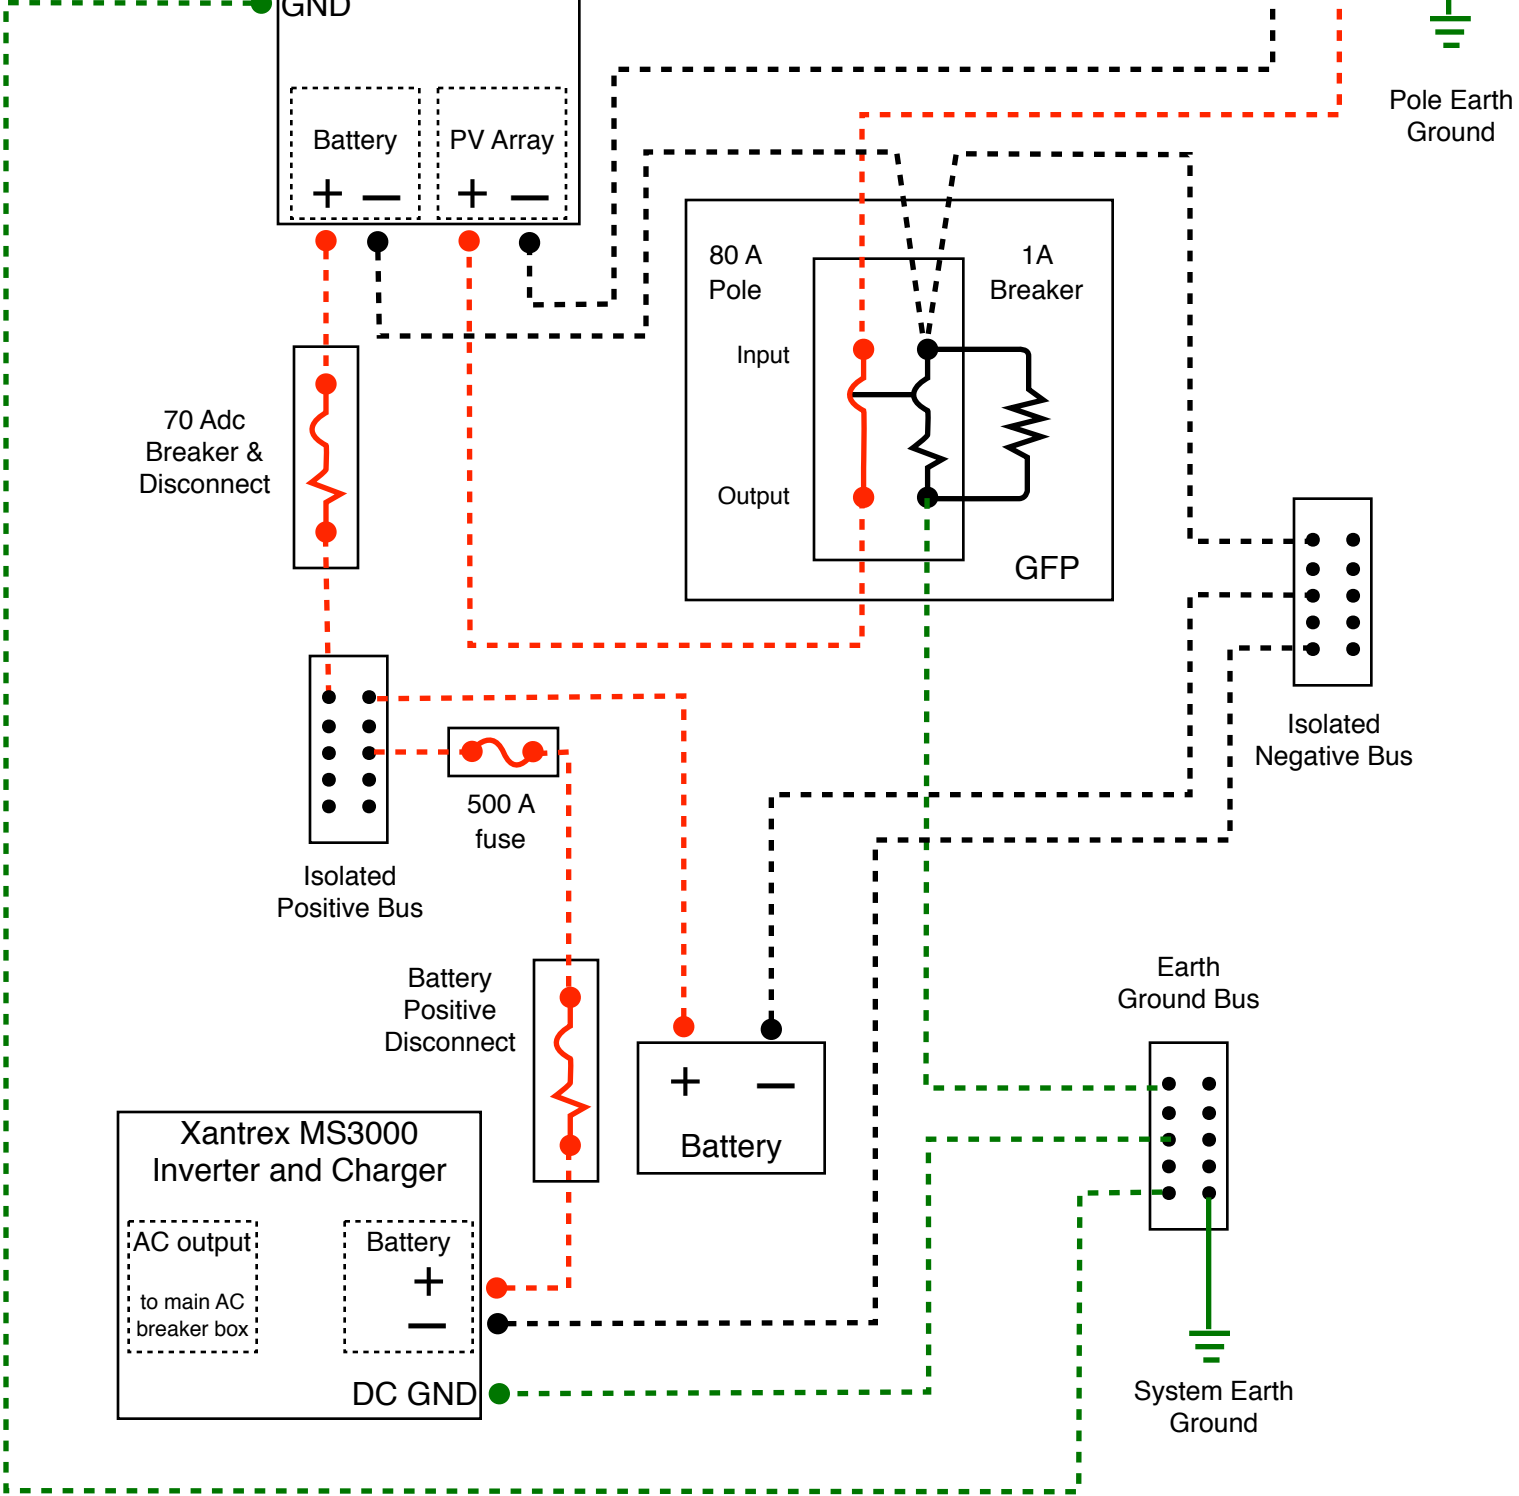 GND
Pole Earth
Ground
Battery
PV Array
+ — + —
80 A
Pole
1A
Breaker
Input
70 Adc
Breaker &
Disconnect
Output
GFP
Isolated
Negative Bus
500 A
fuse
Isolated
Positive Bus
Earth
Ground Bus
Battery
Positive
Disconnect
+ —
Battery
Xantrex MS3000
Inverter and Charger
AC output
to main AC
breaker box
Battery
+
—
DC GND
System Earth
Ground